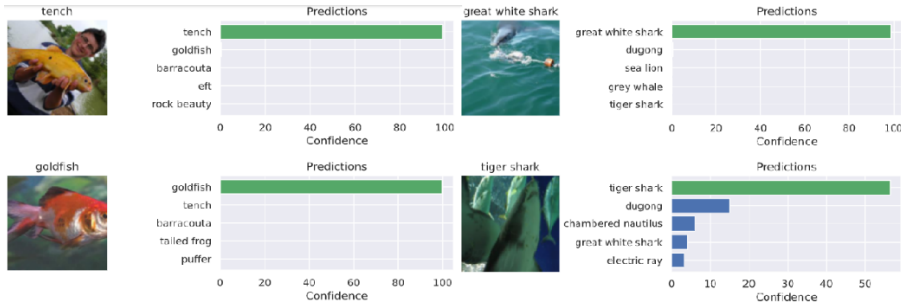 tench
Predictions
tench
goldfish
barracouta
eft
rock beauty
0 20 40 60 80 100
Confidence
great white shark
Predictions
great white shark
dugong
sea lion
grey whale
tiger shark
0 20 40 60 80 100
Confidence
goldfish
Predictions
goldfish
tench
barracouta
tailed frog
puffer
0 20 40 60 80 100
Confidence
tiger shark
Predictions
tiger shark
dugong
chambered nautilus
great white shark
electric ray
0 10 20 30 40 50
Confidence